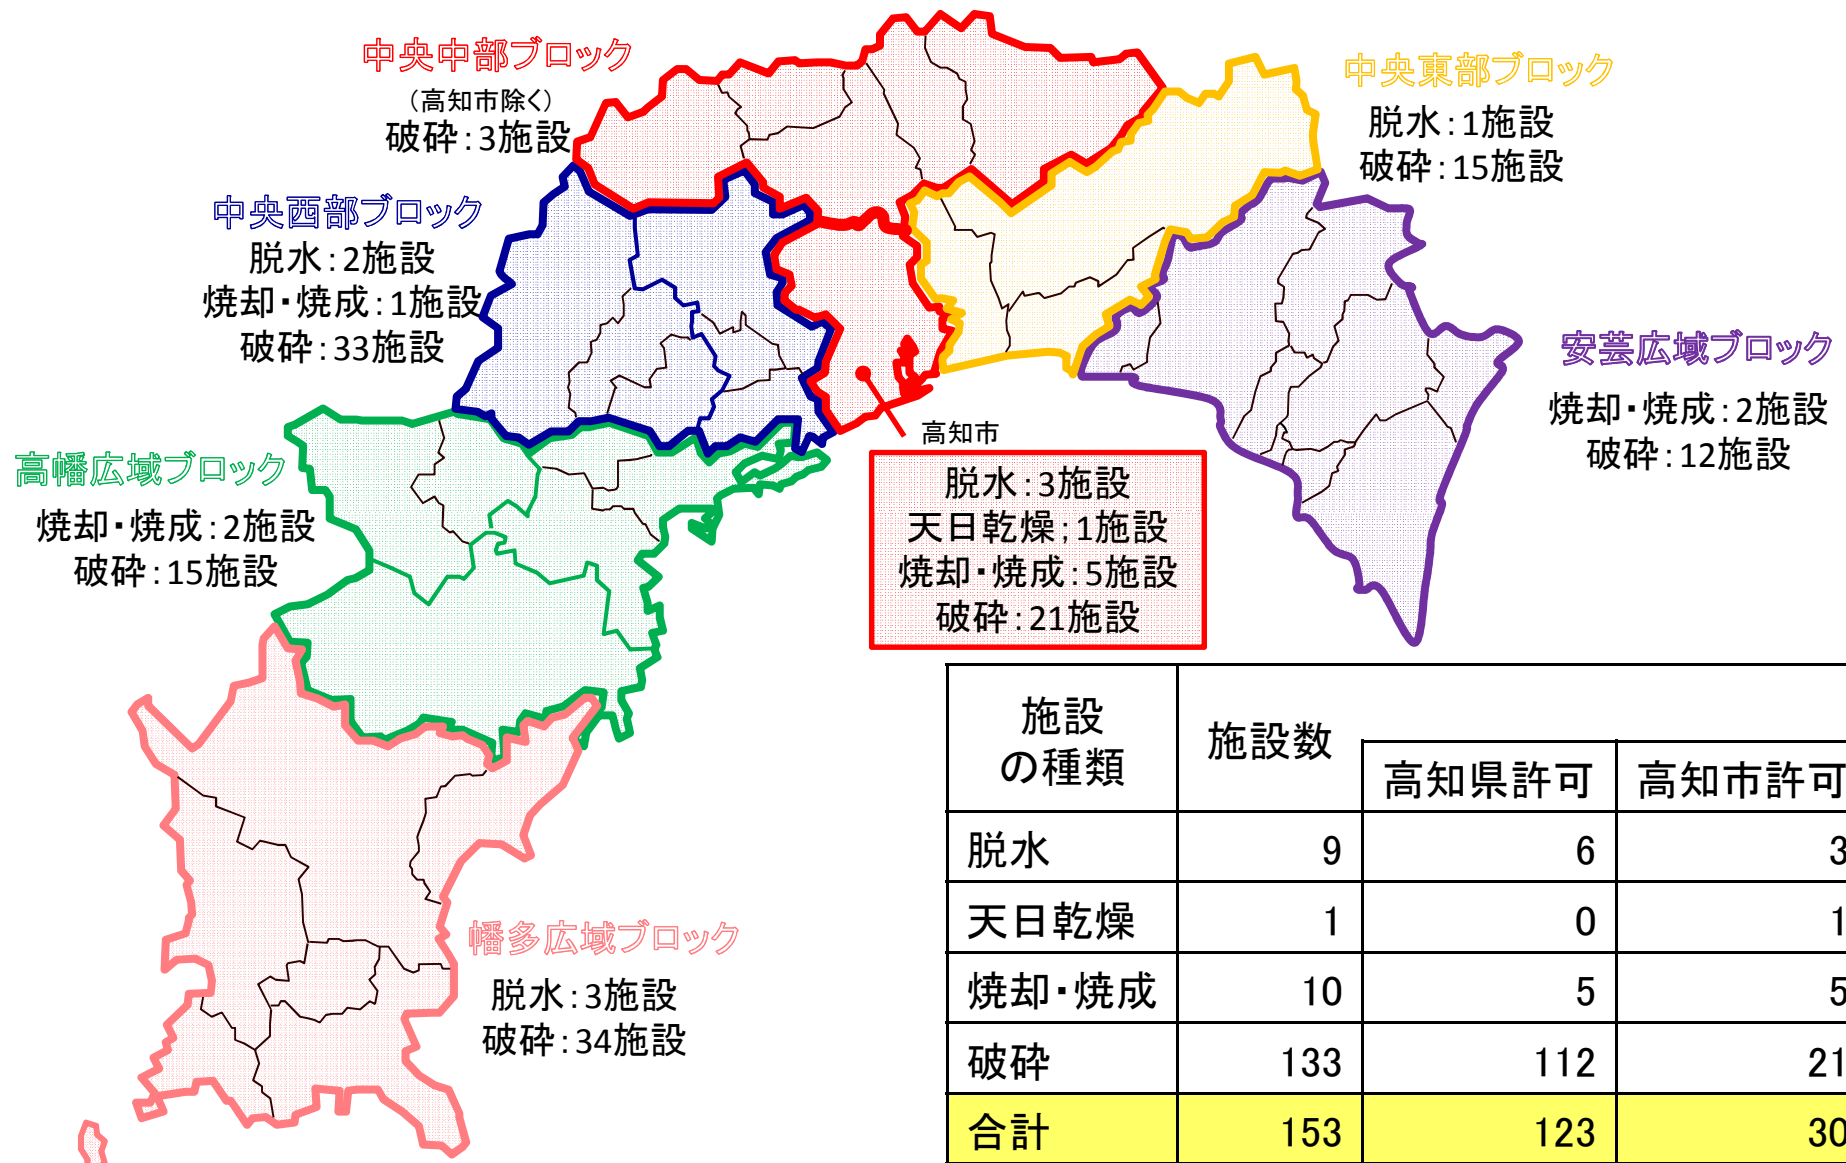 中央中部ブロック
（高知市除く）
破砕：3施設
中央東部ブロック
脱水：1施設
破砕：15施設
中央西部ブロック
脱水：2施設
焼却・焼成：1施設
破砕：33施設
安芸広域ブロック
焼却・焼成：2施設
破砕：12施設
高幡広域ブロック
焼却・焼成：2施設
破砕：15施設
高知市
脱水：3施設
天日乾燥；1施設
焼却・焼成：5施設
破砕：21施設
幡多広域ブロック
脱水：3施設
破砕：34施設
施設
の種類 施設数 高知県許可 高知市許可
脱水 9 6 3
天日乾燥 1 0 1
焼却・焼成 10 5 5
破砕 133 112 21
合計 153 123 30